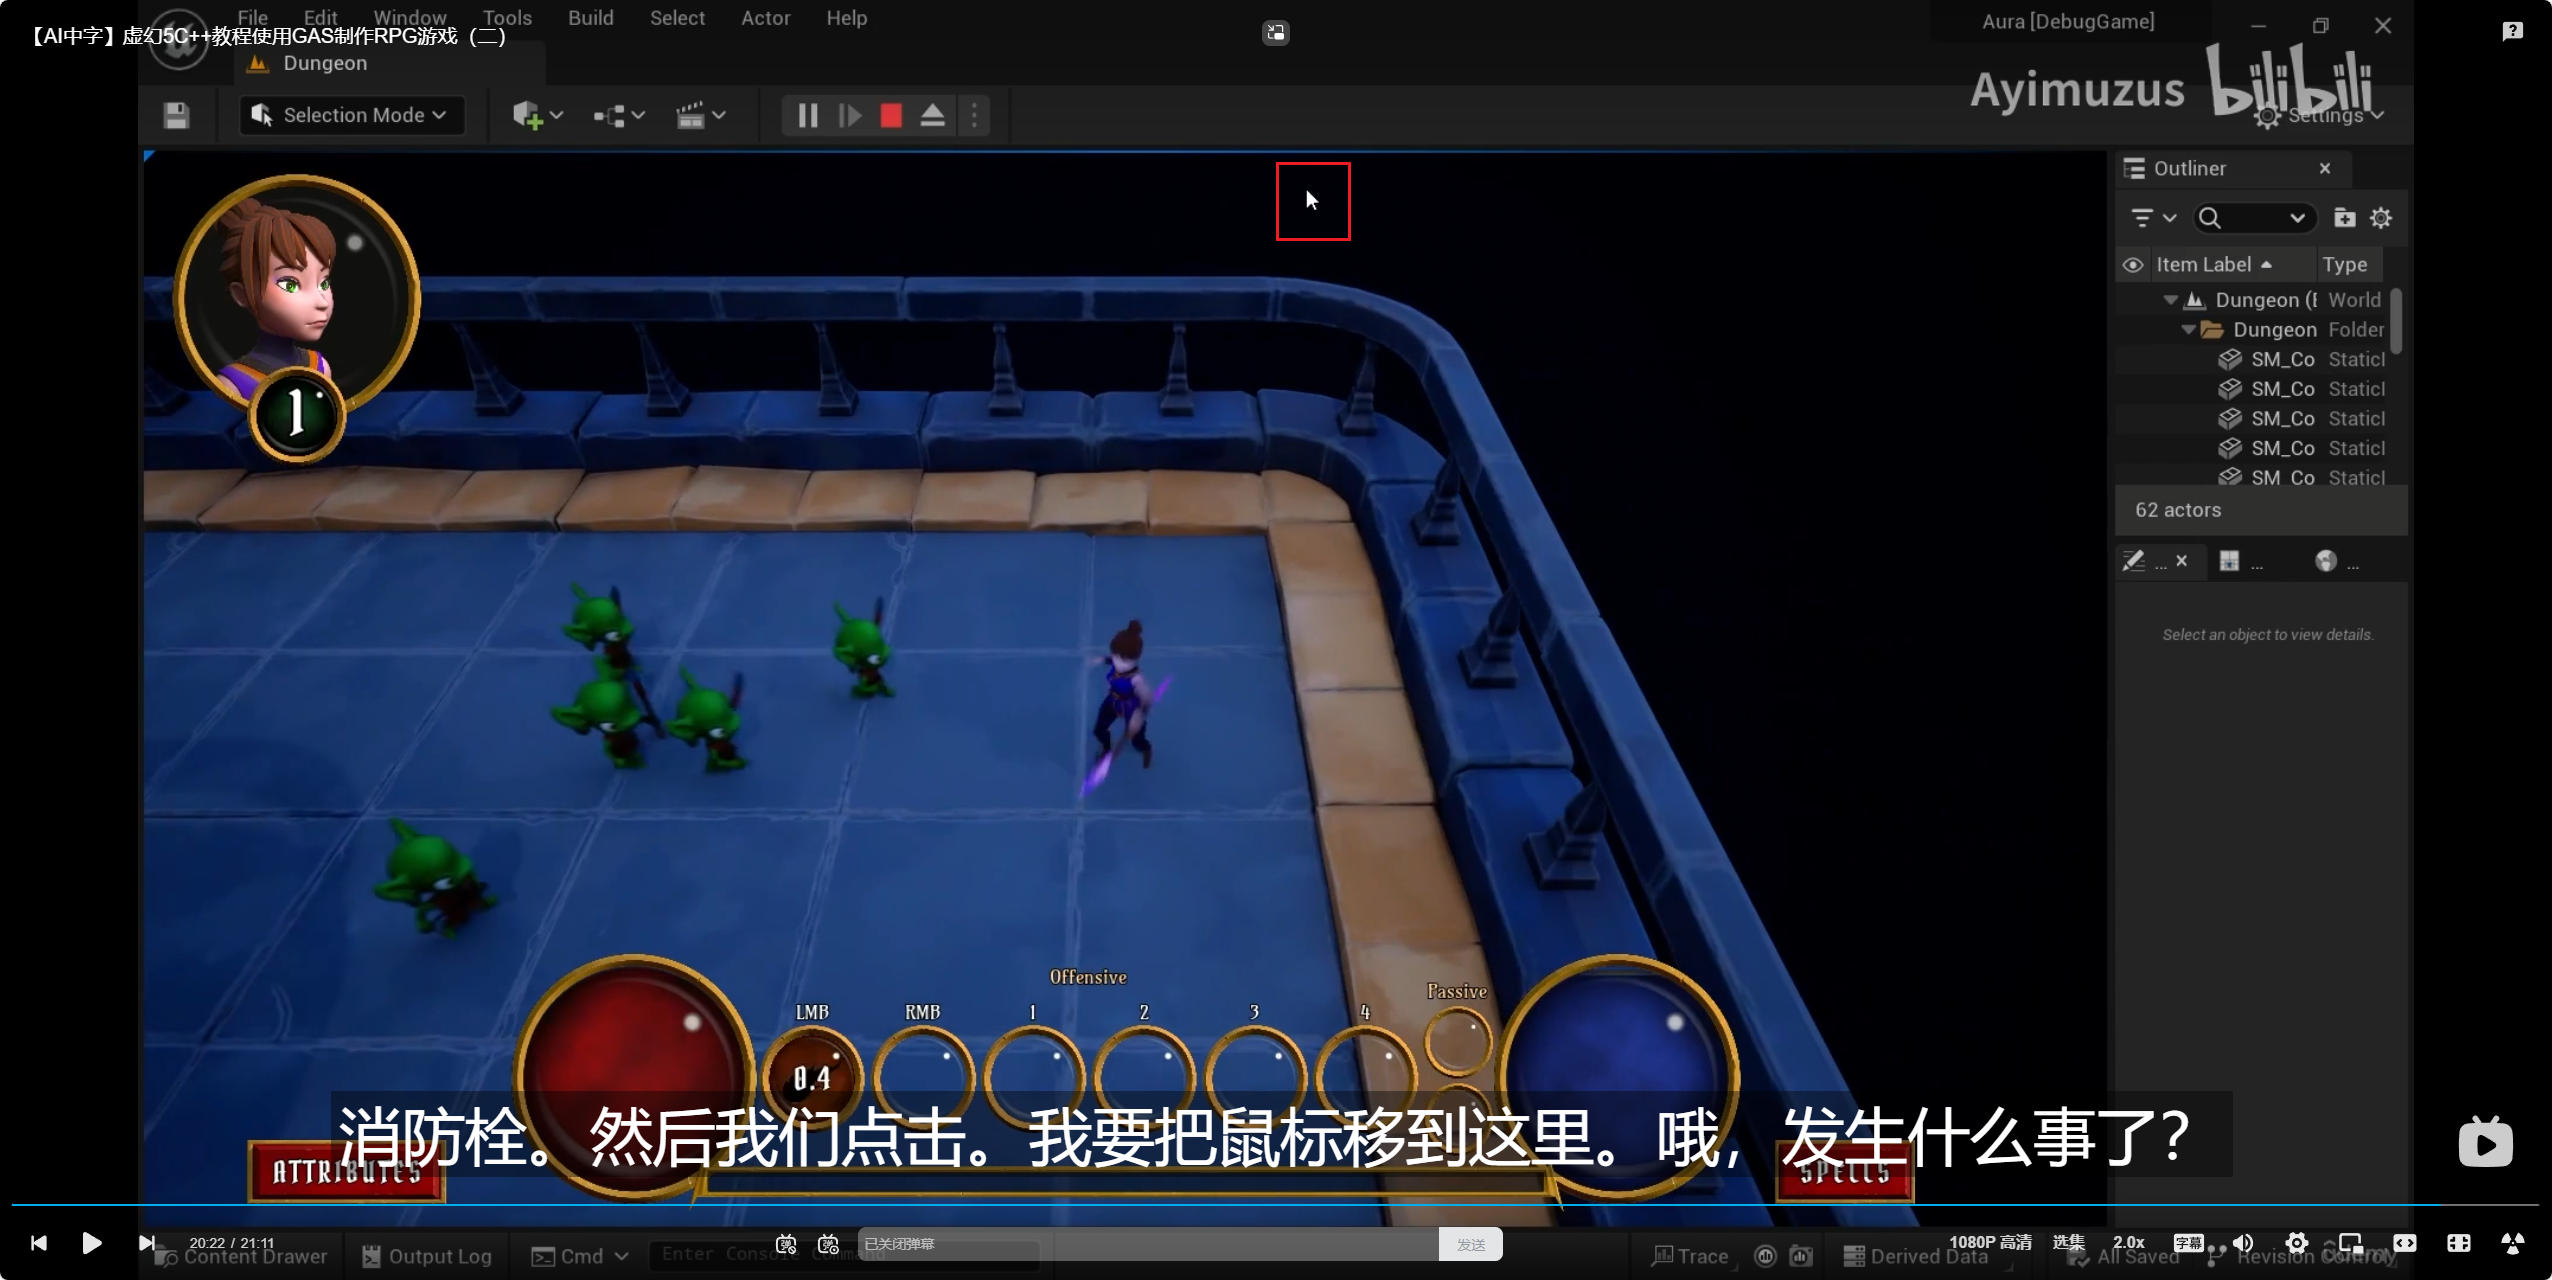 File Edit Window Tools Build Select Actor Help
Aura [DebugGame]
【AI中字】虚幻5C++教程使用GAS制作RPG游戏（二）
Dungeon
Ayimuzus bilibili
Selection Mode
Settings
Outliner
Item Label Type
Dungeon (E World
Dungeon Folder
SM_Co StaticI
SM_Co StaticI
SM_Co StaticI
SM_Co StaticI
SM_Co StaticI
62 actors
... ... ...
Select an object to view details.
1
Offensive
Passive
LMB RMB 1 2 3 4
0.4
消防栓。然后我们点击。我要把鼠标移到这里。哦，发生什么事了？
ATTRIBUTES
SPELLS
20:22 / 21:11
已关闭弹幕
发送
1080P 高清 选集 2.0x 字幕
Content Drawer Output Log Cmd Enter Console Command
Trace Derived Data All Saved Revision Control